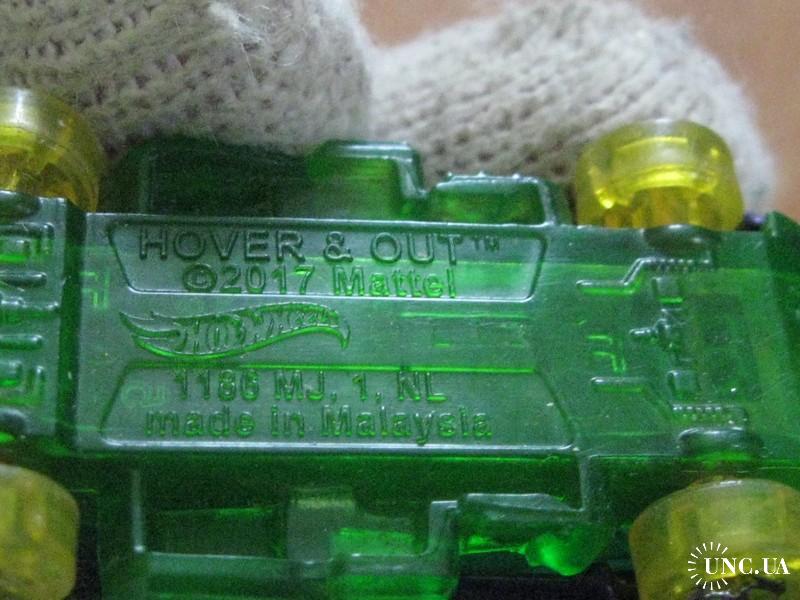 HOVER & OUT™
©2017 Mattel
Hot Wheels
1186 MJ, 1, NL
made in Malaysia
UNC.UA